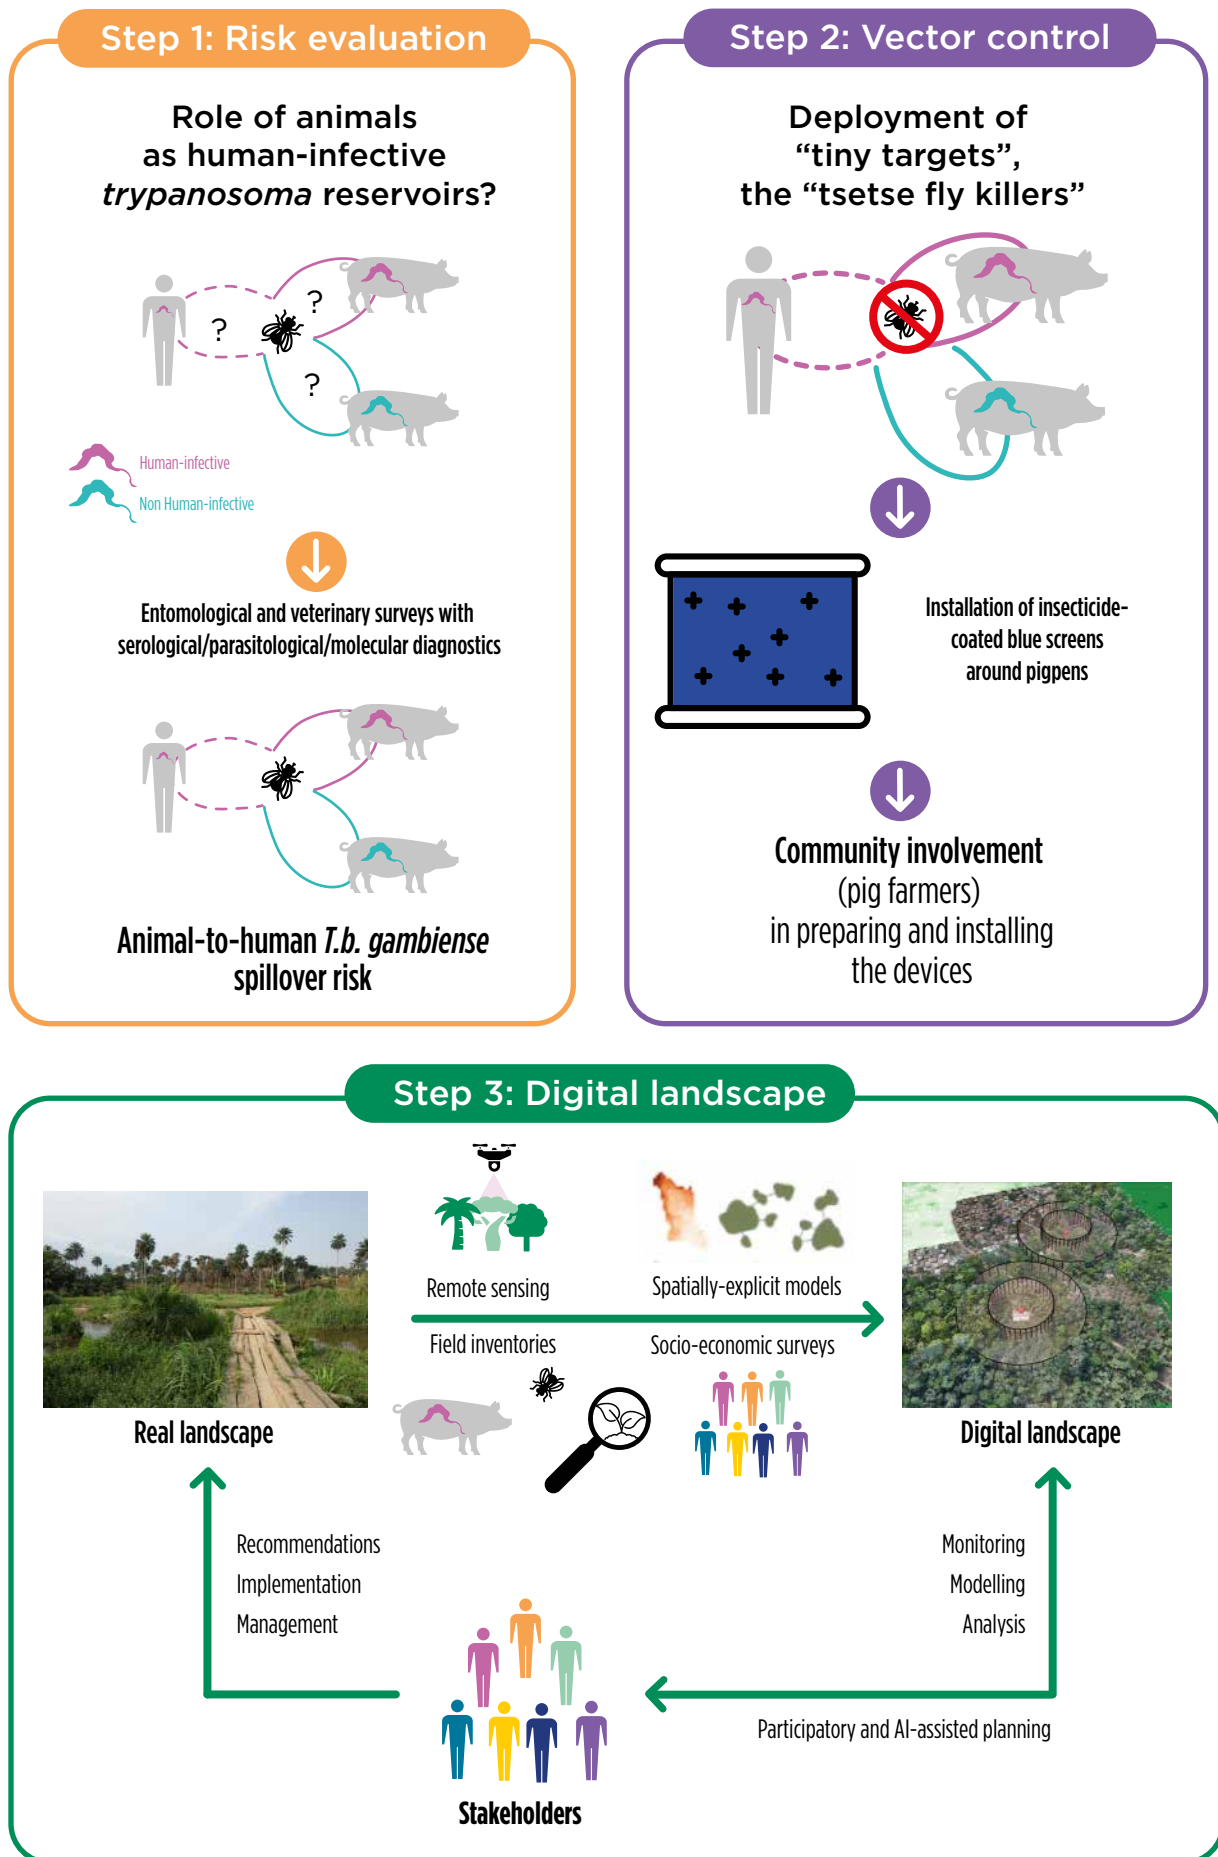 Step 1: Risk evaluation
Role of animals
as human-infective
trypanosoma reservoirs?
?
?
?
Human-infective
Non Human-infective
Entomological and veterinary surveys with
serological/parasitological/molecular diagnostics
Animal-to-human T.b. gambiense
spillover risk
Step 2: Vector control
Deployment of
“tiny targets”,
the “tsetse fly killers”
Installation of insecticide-
coated blue screens
around pigpens
Community involvement
(pig farmers)
in preparing and installing
the devices
Step 3: Digital landscape
Remote sensing
Spatially-explicit models
Field inventories
Socio-economic surveys
Real landscape
Digital landscape
Recommendations
Implementation
Management
Monitoring
Modelling
Analysis
Participatory and AI-assisted planning
Stakeholders